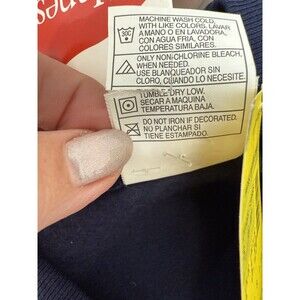 30C
MACHINE WASH COLD,
WITH LIKE COLORS. LAVAR
A MANO O EN LAVADORA,
CON AGUA FRIA, CON
COLORES SIMILARES.
ONLY NON-CHLORINE BLEACH,
WHEN NEEDED.
USE BLANQUEADOR SIN
CLORO, CUANDO LO NECESITE.
TUMBLE DRY LOW.
SECAR A MAQUINA
TEMPERATURA BAJA.
DO NOT IRON IF DECORATED.
NO PLANCHAR SI
TIENE ESTAMPADO.